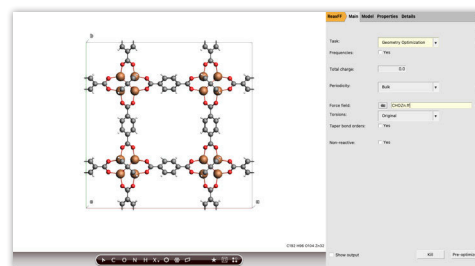 ReaxFF Main Model Properties Details
Task: Geometry Optimization
Frequencies: Yes
Total charge: 0.0
Periodicity: Bulk
Force field: CHOZn.ff
Torsions: Original
Taper bond orders: Yes
Non-reactive: Yes
C192 H96 O104 Zn32
C O N H X
Show output Kill Pre-optimize